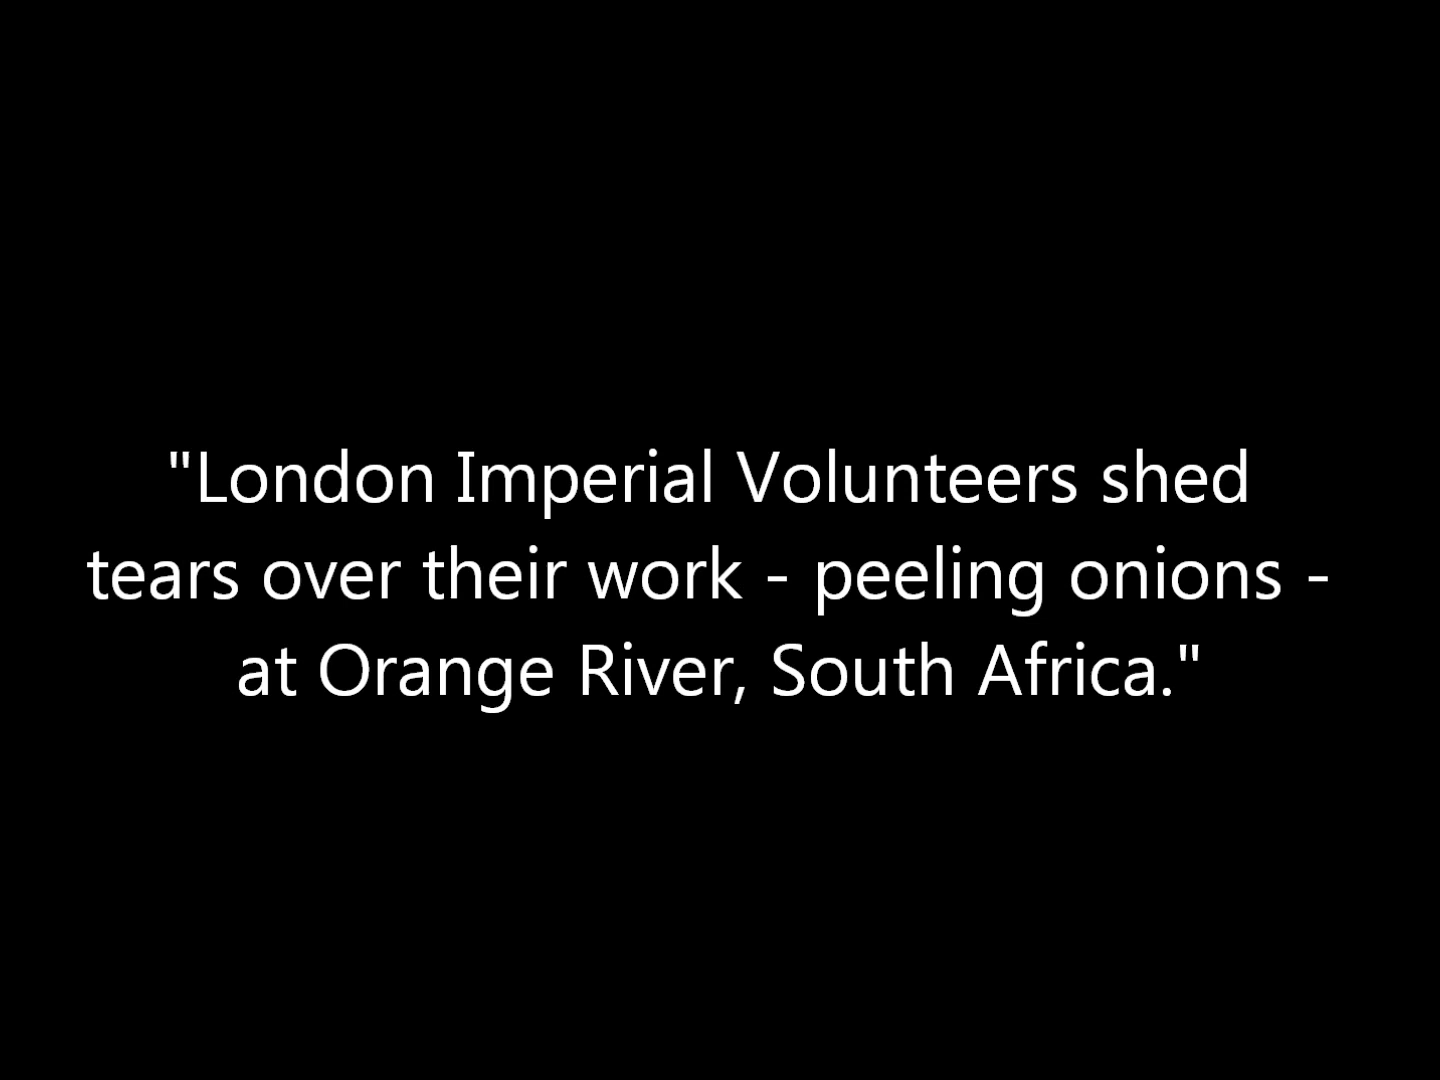 "London Imperial Volunteers shed
tears over their work - peeling onions -
at Orange River, South Africa."